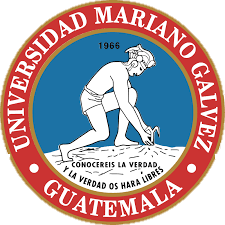 UNIVERSIDAD MARIANO GALVEZ
1966
CONOCEREIS LA VERDAD
Y LA VERDAD OS HARA LIBRES
GUATEMALA